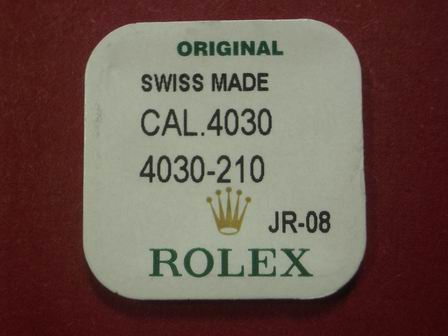 ORIGINAL
SWISS MADE
CAL.4030
4030-210
JR-08
ROLEX